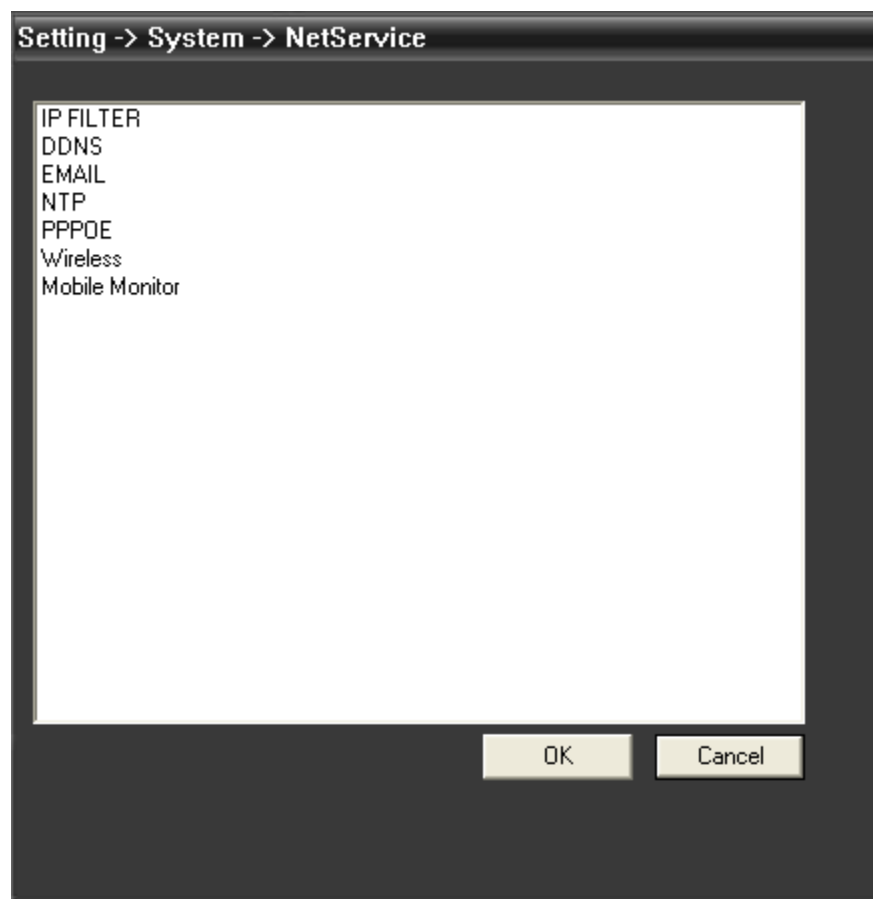 Setting -> System -> NetService
IP FILTER
DDNS
EMAIL
NTP
PPPOE
Wireless
Mobile Monitor
OK
Cancel